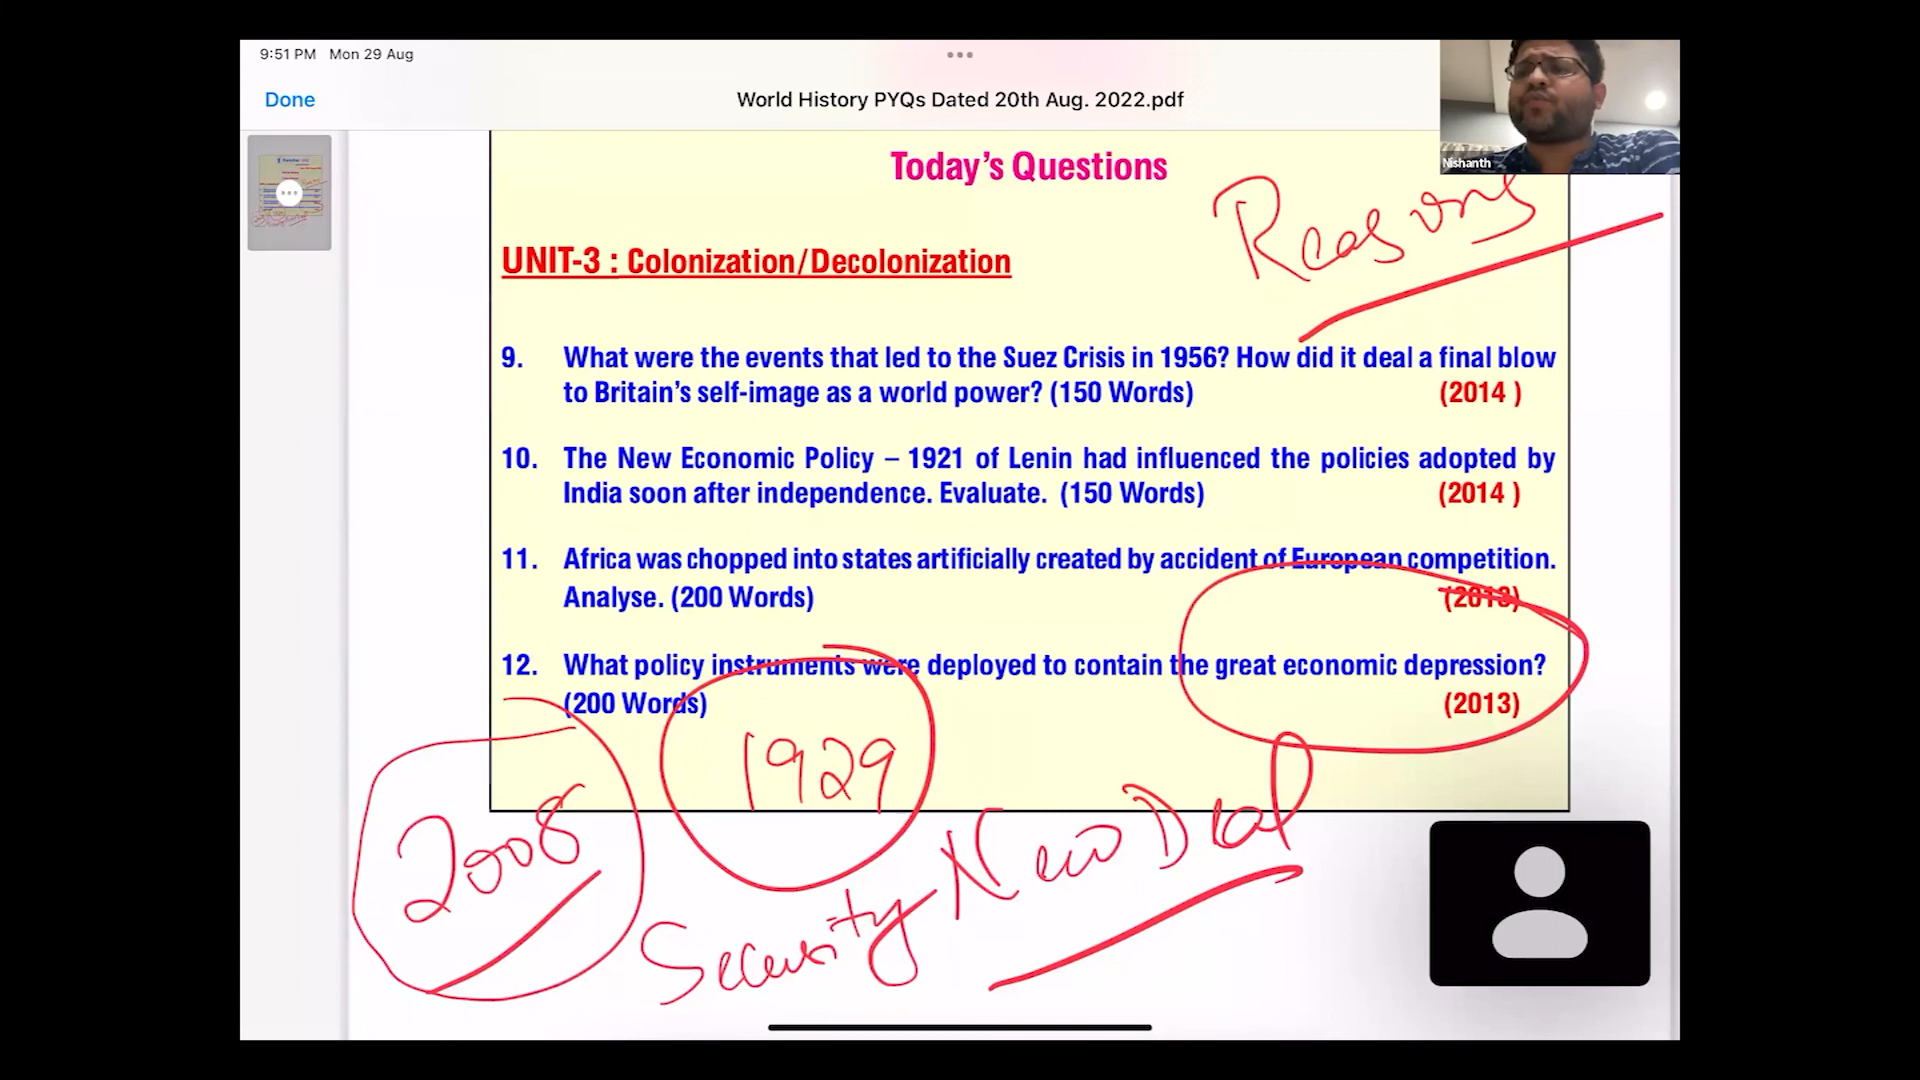 9:51 PM Mon 29 Aug
Done
World History PYQs Dated 20th Aug. 2022.pdf
Nishanth
Today's Questions
Reasons
UNIT-3 : Colonization/Decolonization
9. What were the events that led to the Suez Crisis in 1956? How did it deal a final blow
to Britain's self-image as a world power? (150 Words) (2014 )
10. The New Economic Policy – 1921 of Lenin had influenced the policies adopted by
India soon after independence. Evaluate. (150 Words) (2014 )
11. Africa was chopped into states artificially created by accident of European competition.
Analyse. (200 Words) (2013)
12. What policy instruments were deployed to contain the great economic depression?
(200 Words) (2013)
1929
2008
New Deal
Security